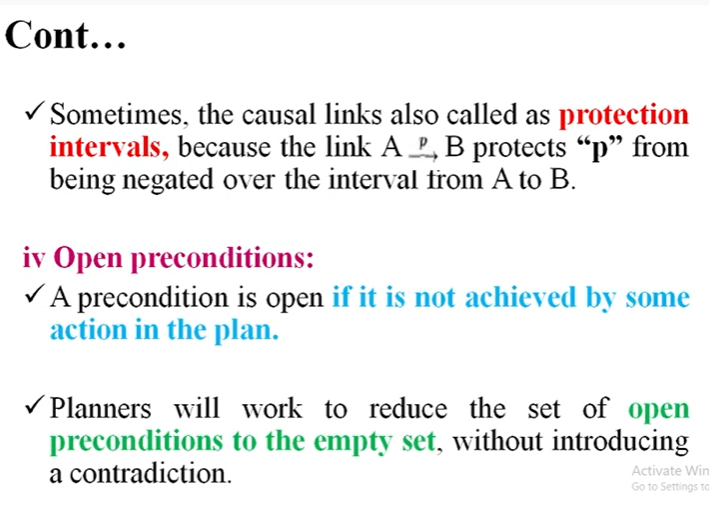 Cont…
✓ Sometimes, the causal links also called as protection
intervals, because the link A —p→ B protects “p” from
being negated over the interval from A to B.
iv Open preconditions:
✓ A precondition is open if it is not achieved by some
action in the plan.
✓ Planners will work to reduce the set of open
preconditions to the empty set, without introducing
a contradiction.
Activate Win
Go to Settings to